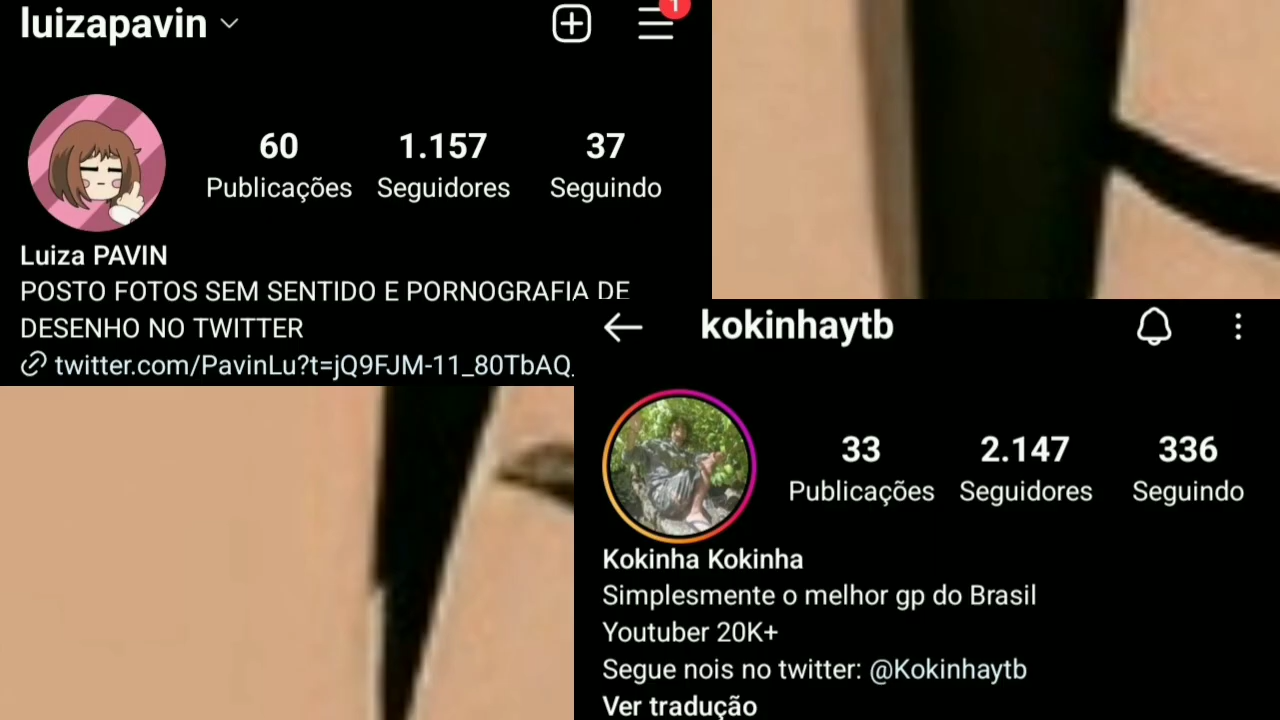 luizapavin
1
60 1.157 37
Publicações Seguidores Seguindo
Luiza PAVIN
POSTO FOTOS SEM SENTIDO E PORNOGRAFIA DE
DESENHO NO TWITTER
twitter.com/PavinLu?t=jQ9FJM-11_80TbAQ
kokinhaytb
33 2.147 336
Publicações Seguidores Seguindo
Kokinha Kokinha
Simplesmente o melhor gp do Brasil
Youtuber 20K+
Segue nois no twitter: @Kokinhaytb
Ver tradução